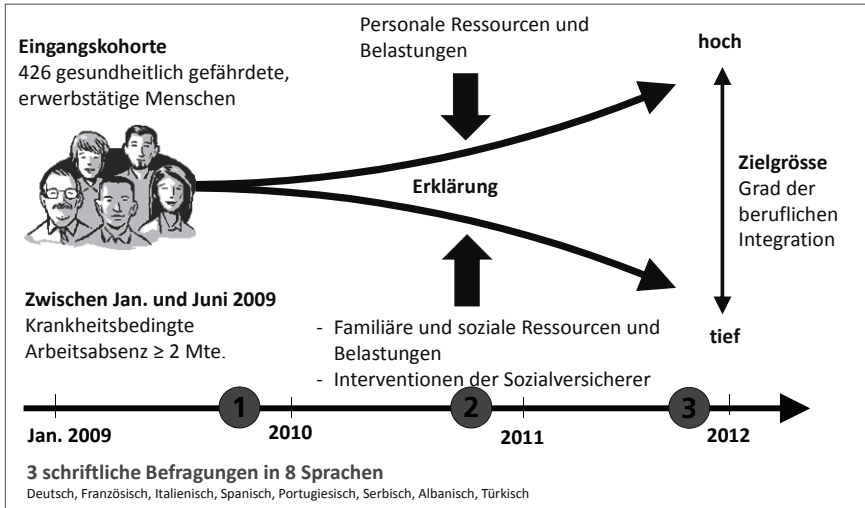 Eingangskohorte
426 gesundheitlich gefährdete,
erwerbstätige Menschen
Personale Ressourcen und
Belastungen
hoch
Erklärung
Zielgrösse
Grad der
beruflichen
Integration
Zwischen Jan. und Juni 2009
Krankheitsbedingte
Arbeitsabsenz ≥ 2 Mte.
- Familiäre und soziale Ressourcen und
Belastungen
- Interventionen der Sozialversicherer
tief
1
2
3
Jan. 2009
2010
2011
2012
3 schriftliche Befragungen in 8 Sprachen
Deutsch, Französisch, Italienisch, Spanisch, Portugiesisch, Serbisch, Albanisch, Türkisch